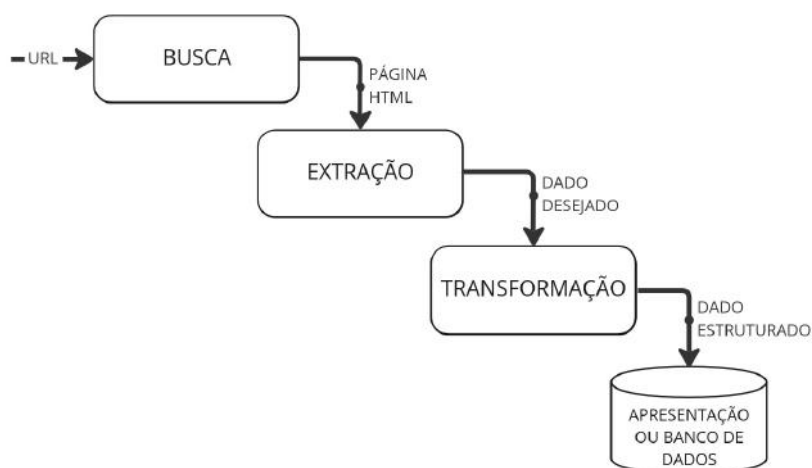 URL
BUSCA
PÁGINA
HTML
EXTRAÇÃO
DADO
DESEJADO
TRANSFORMAÇÃO
DADO
ESTRUTURADO
APRESENTAÇÃO
OU BANCO DE
DADOS